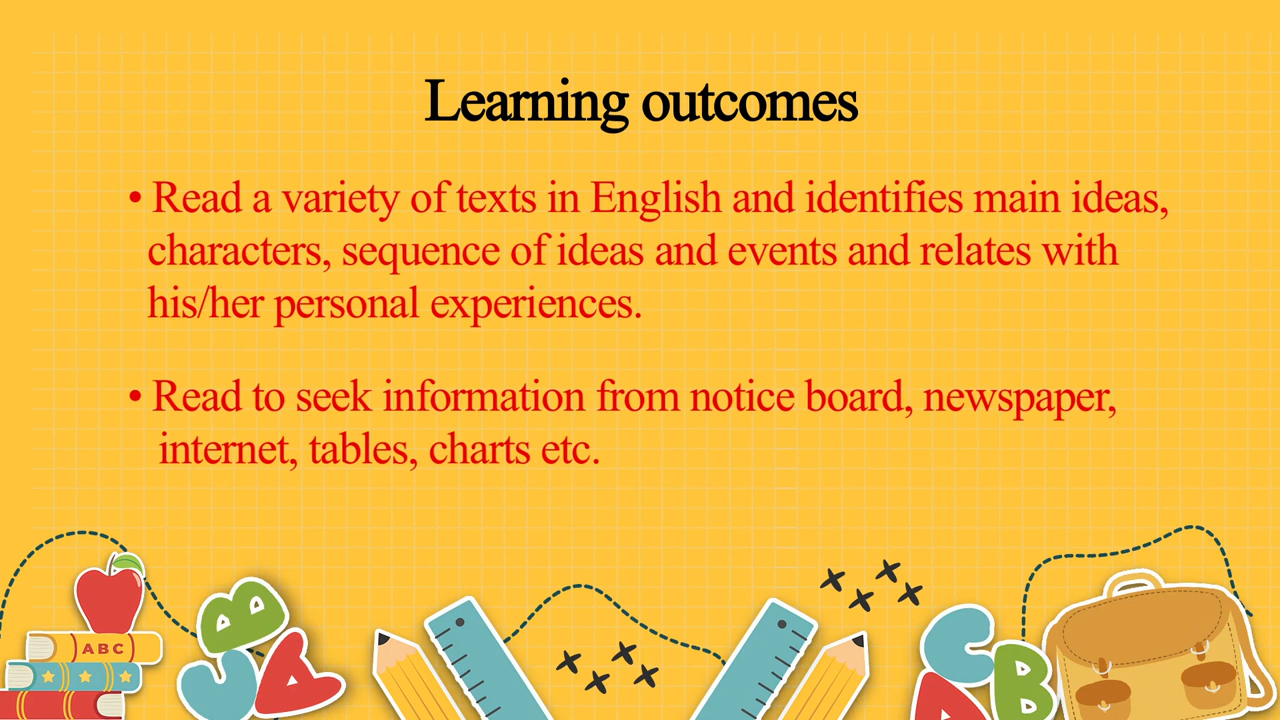 Learning outcomes
• Read a variety of texts in English and identifies main ideas,
characters, sequence of ideas and events and relates with
his/her personal experiences.
• Read to seek information from notice board, newspaper,
internet, tables, charts etc.
B
C
A
ABC
C
B
A